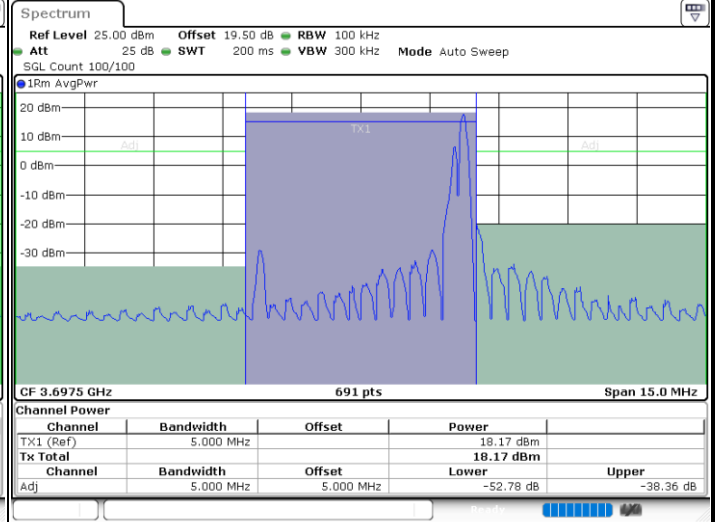 Spectrum
Ref Level 25.00 dBm Offset 19.50 dB RBW 100 kHz
Att 25 dB SWT 200 ms VBW 300 kHz Mode Auto Sweep
SGL Count 100/100
1Rm AvgPwr
20 dBm
TX1
10 dBm
Adj
Adj
0 dBm
-10 dBm
-20 dBm
-30 dBm
CF 3.6975 GHz 691 pts Span 15.0 MHz
Channel Power
Channel Bandwidth Offset Power
TX1 (Ref) 5.000 MHz 18.17 dBm
Tx Total 18.17 dBm
Channel Bandwidth Offset Lower Upper
Adj 5.000 MHz 5.000 MHz -52.78 dB -38.36 dB
Ready